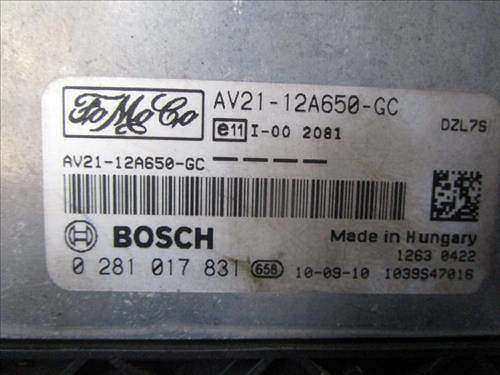 FoMoCo AV21-12A650-GC
e11 I-00 2081 DZL7S
AV21-12A650-GC
BOSCH Made in Hungary
1263 0422
0 281 017 831 658 10-09-10 1039S47016